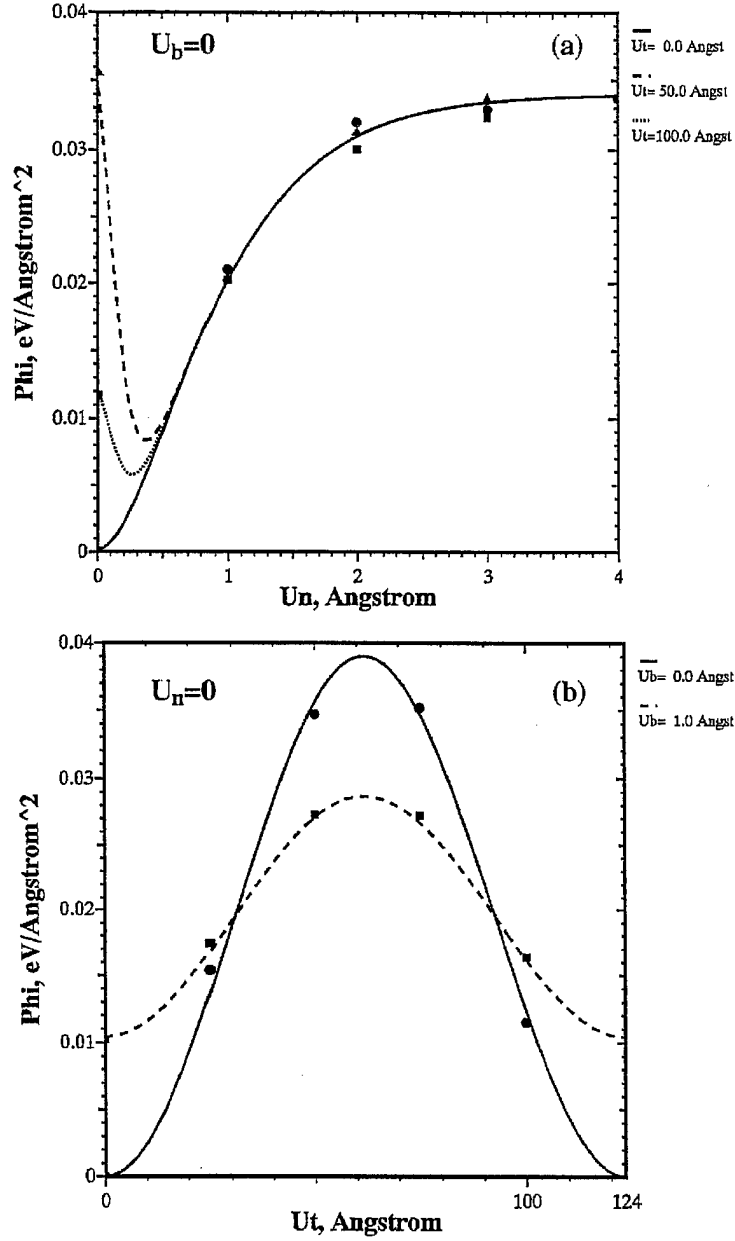 0.04
U_b=0
(a)
Ut= 0.0 Angst
Ut= 50.0 Angst
Ut=100.0 Angst
0.03
0.02
0.01
0
Phi, eV/Angstrom^2
0 1 2 3 4
Un, Angstrom
0.04
U_n=0
(b)
Ub= 0.0 Angst
Ub= 1.0 Angst
0.03
0.02
0.01
0
Phi, eV/Angstrom^2
0 100 124
Ut, Angstrom